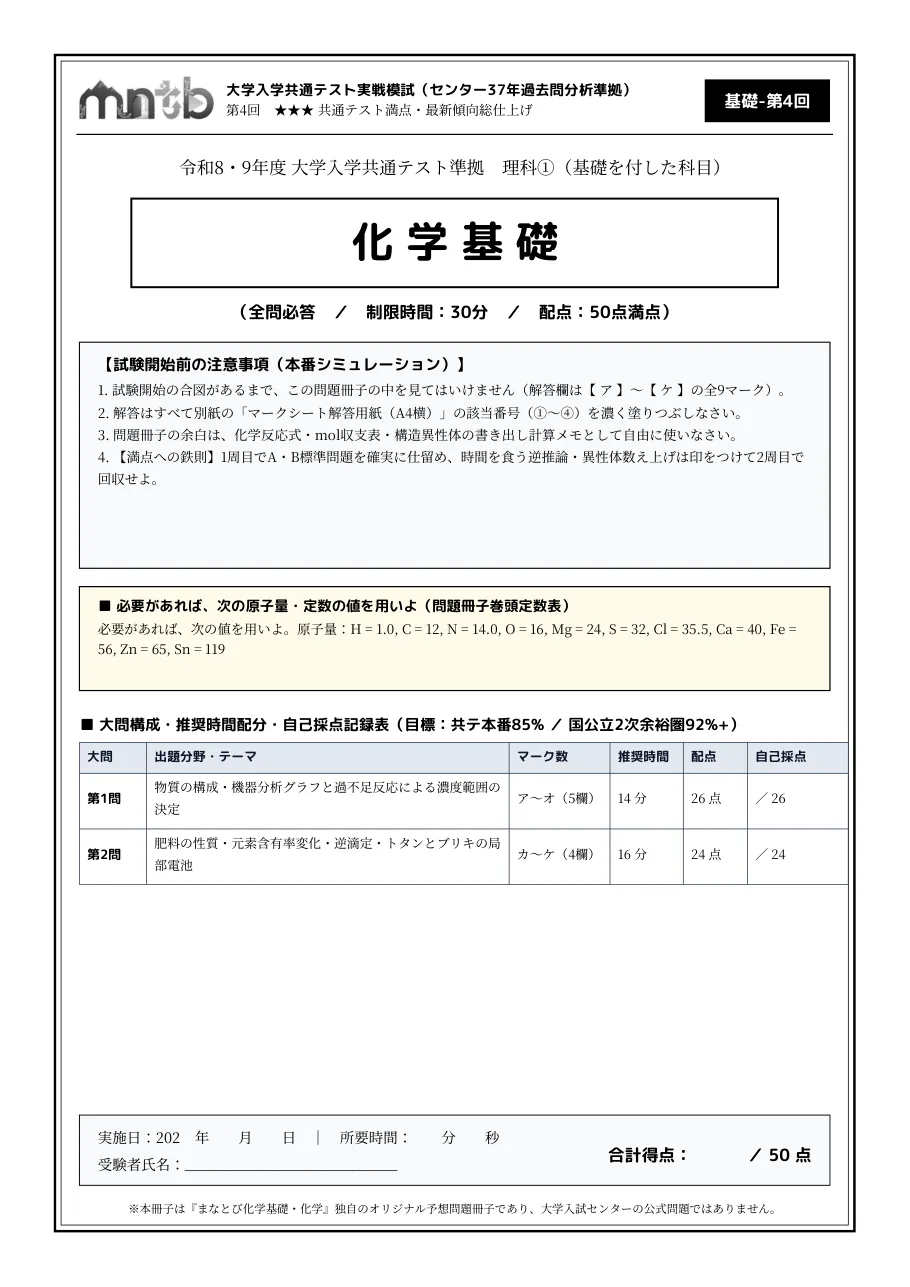 mntb
大学入学共通テスト実戦模試（センター37年過去問分析準拠）
第4回　★★★ 共通テスト満点・最新傾向総仕上げ
基礎-第4回
令和8・9年度 大学入学共通テスト準拠　理科①（基礎を付した科目）
化学基礎
（全問必答　／　制限時間：30分　／　配点：50点満点）
【試験開始前の注意事項（本番シミュレーション）】
1. 試験開始の合図があるまで、この問題冊子の中を見てはいけません（解答欄は【 ア 】～【 ケ 】の全9マーク）。
2. 解答はすべて別紙の「マークシート解答用紙（A4横）」の該当番号（①～④）を濃く塗りつぶしなさい。
3. 問題冊子の余白は、化学反応式・mol収支表・構造異性体の書き出し計算メモとして自由に使いなさい。
4. 【満点への鉄則】1周目でA・B標準問題を確実に仕留め、時間を食う逆推論・異性体数え上げは印をつけて2周目で
回収せよ。
■ 必要があれば、次の原子量・定数の値を用いよ（問題冊子巻頭定数表）
必要があれば、次の値を用いよ。原子量：H = 1.0, C = 12, N = 14.0, O = 16, Mg = 24, S = 32, Cl = 35.5, Ca = 40, Fe =
56, Zn = 65, Sn = 119
■ 大問構成・推奨時間配分・自己採点記録表（目標：共テ本番85% ／ 国公立2次余裕圏92%+）
大問　出題分野・テーマ　マーク数　推奨時間　配点　自己採点
第1問　物質の構成・機器分析グラフと過不足反応による濃度範囲の
決定　ア～オ（5欄）　14 分　26 点　／ 26
第2問　肥料の性質・元素含有率変化・逆滴定・トタンとブリキの局
部電池　カ～ケ（4欄）　16 分　24 点　／ 24
実施日：202　年　　月　　日　｜　所要時間：　　分　　秒
受験者氏名：______________________________
合計得点：　　　／ 50 点
※本冊子は『まなとび化学基礎・化学』独自のオリジナル予想問題冊子であり、大学入試センターの公式問題ではありません。